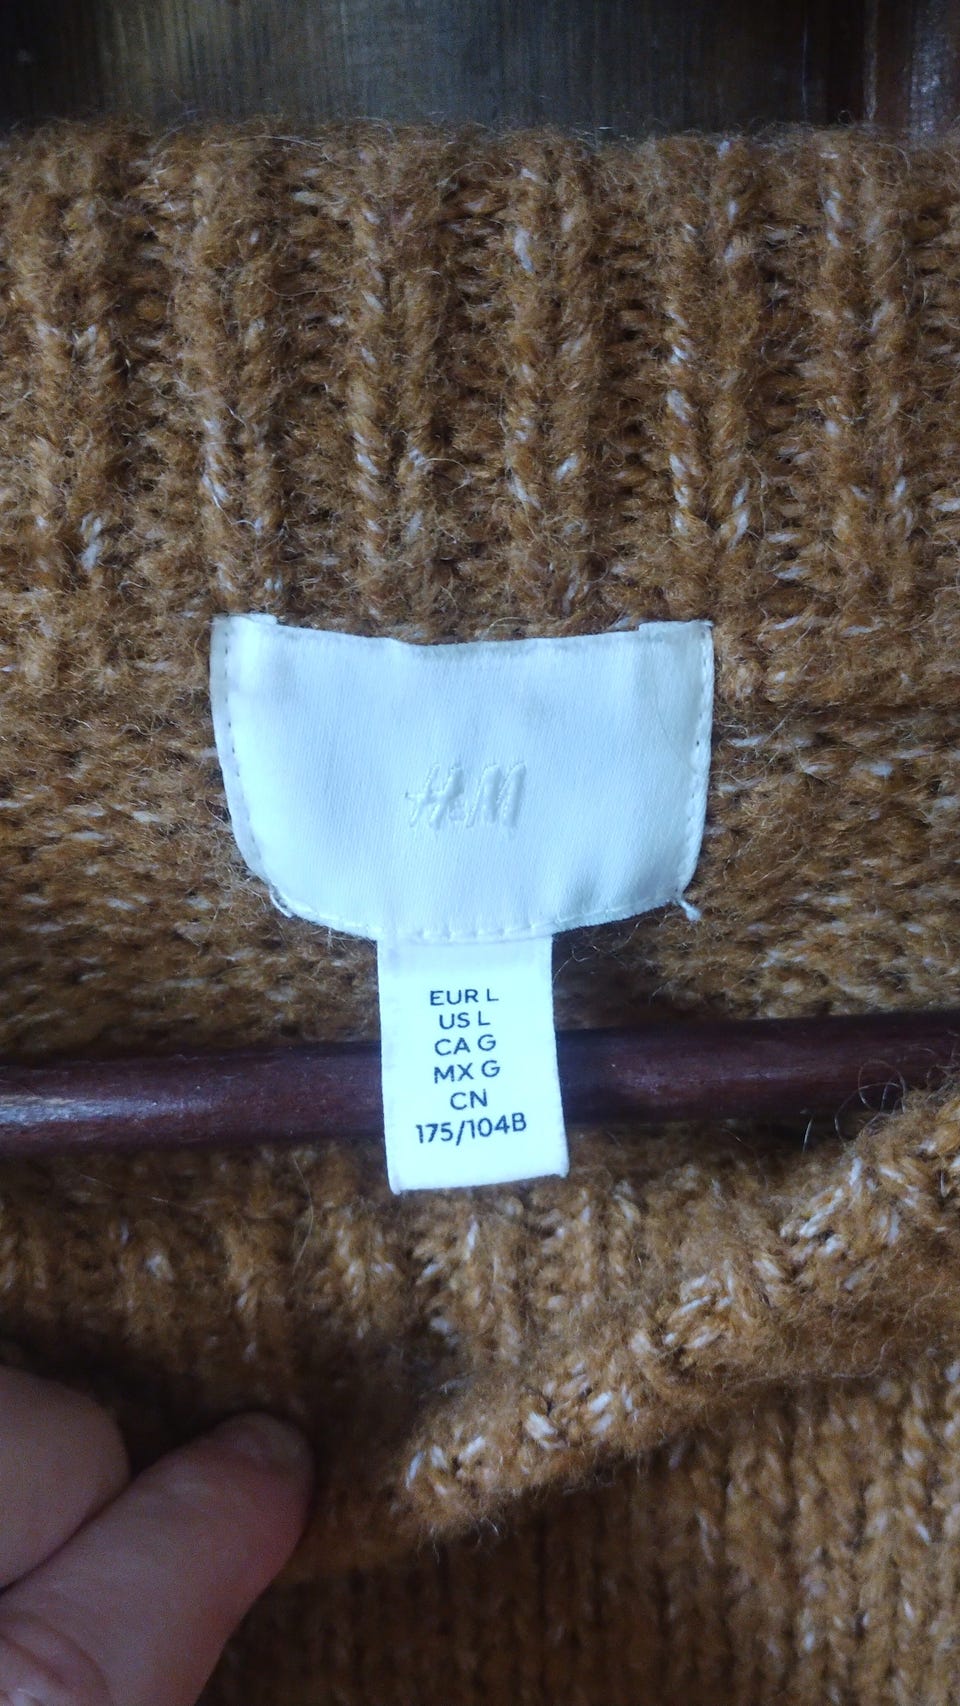 H&M
EUR L
US L
CA G
MX G
CN
175/104B